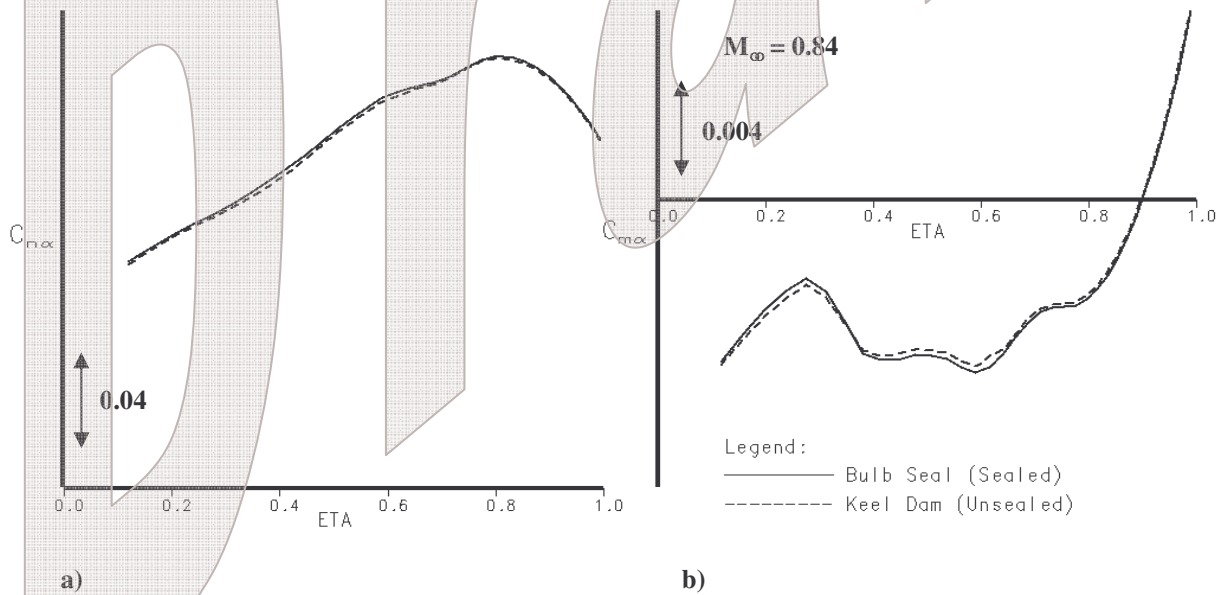 M∞ = 0.84
0.004
Cnα
0.04
0.0 0.2 0.4 0.6 0.8 1.0
ETA
a)
Cmα
0.0 0.2 0.4 0.6 0.8 1.0
ETA
Legend:
Bulb Seal (Sealed)
Keel Dam (Unsealed)
b)